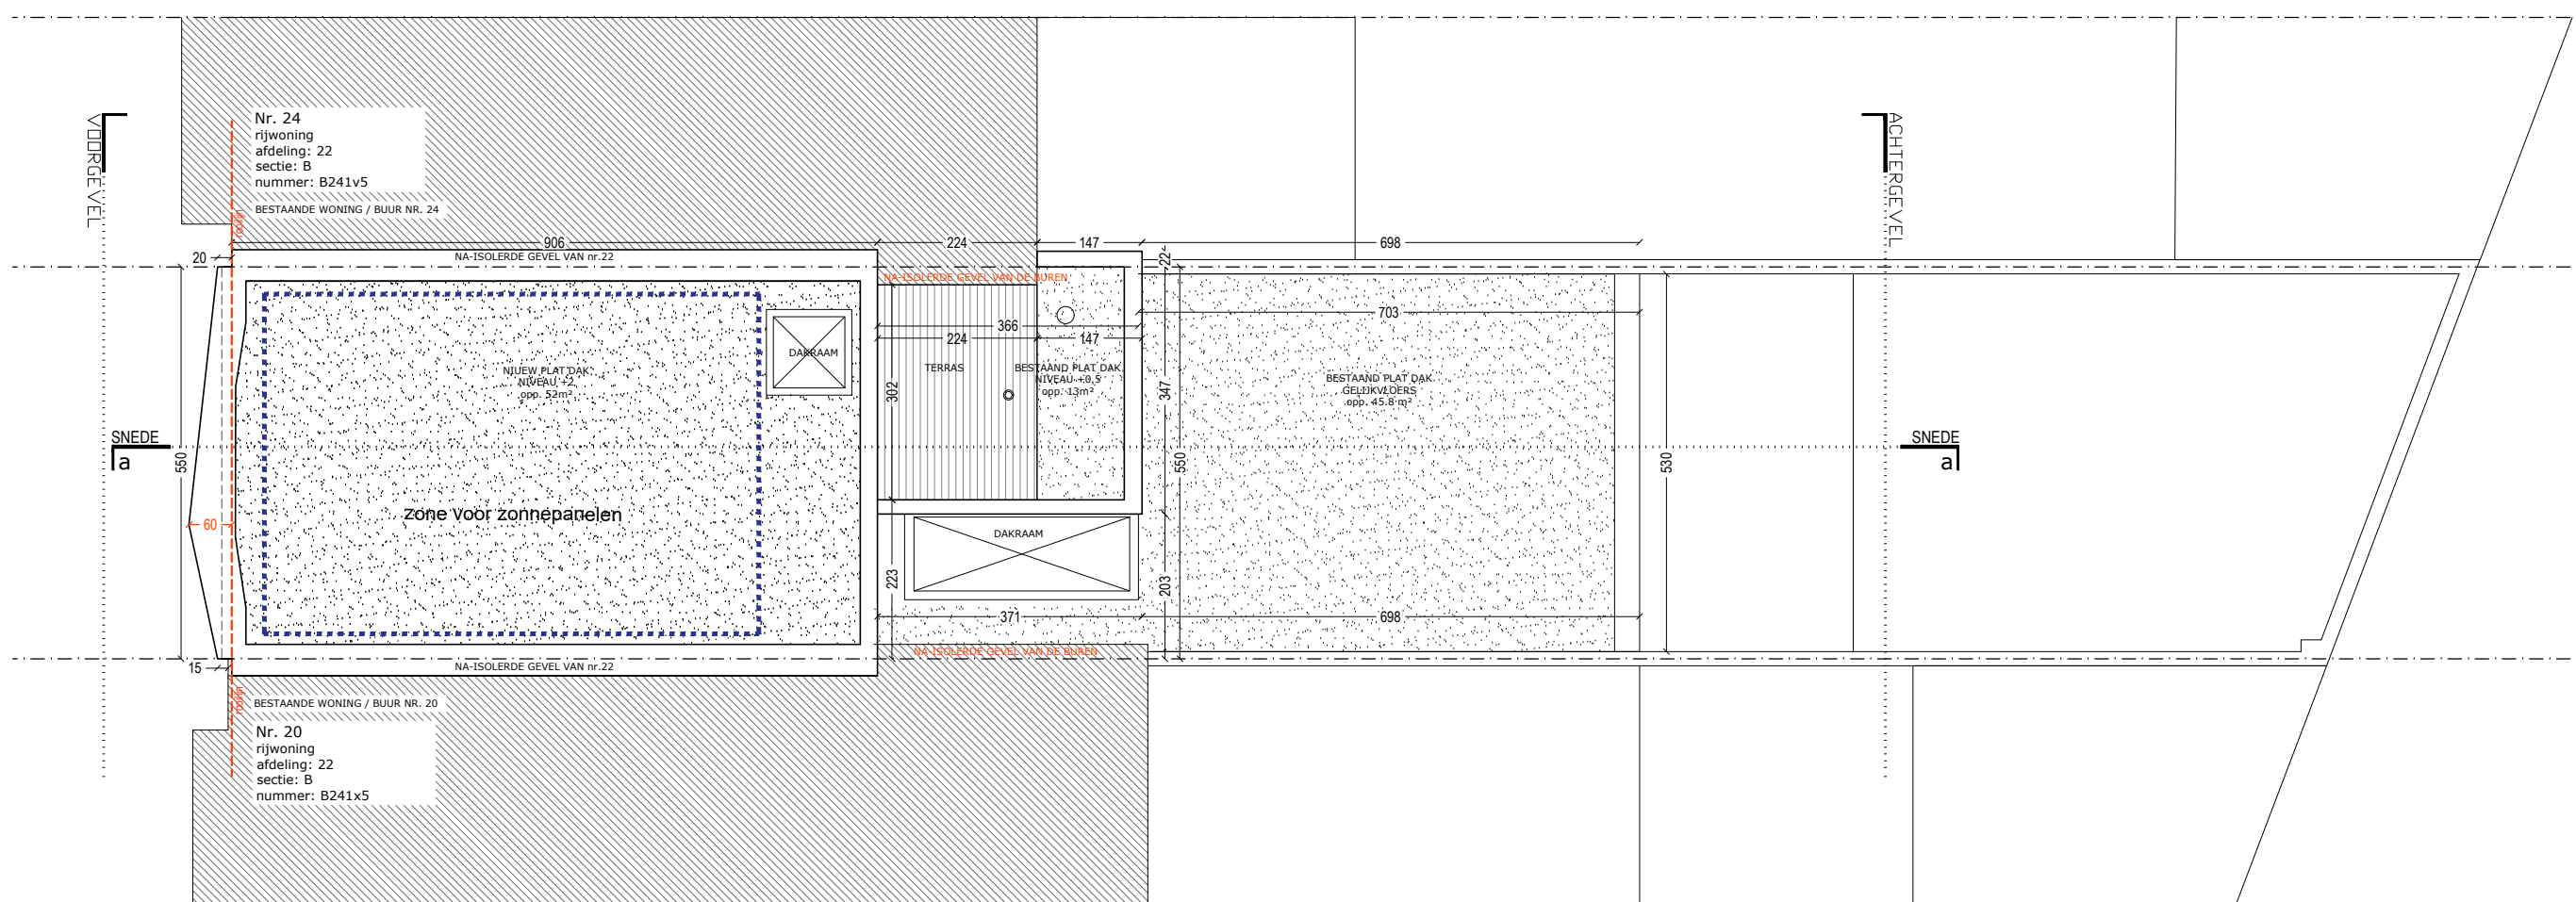 VOORGEVEL
ACHTERGEVEL
Nr. 24
rijwoning
afdeling: 22
sectie: B
nummer: B241v5
BESTAANDE WONING / BUUR NR. 24
rooilijn
906
224
147
698
22
20
NA-ISOLERDE GEVEL VAN nr.22
NA-ISOLERDE GEVEL VAN DE BUREN
703
366
224
147
DAKRAAM
NIUEW PLAT DAK
NIVEAU +2
opp. 52m²
TERRAS
BESTAAND PLAT DAK
NIVEAU +0.5
opp. 13m²
BESTAAND PLAT DAK
GELIJKVLOERS
opp. 45.8 m²
302
347
SNEDE
a
SNEDE
a
550
550
530
60
zone voor zonnepanelen
DAKRAAM
223
203
371
698
NA-ISOLERDE GEVEL VAN DE BUREN
15
NA-ISOLERDE GEVEL VAN nr.22
rooilijn
BESTAANDE WONING / BUUR NR. 20
Nr. 20
rijwoning
afdeling: 22
sectie: B
nummer: B241x5